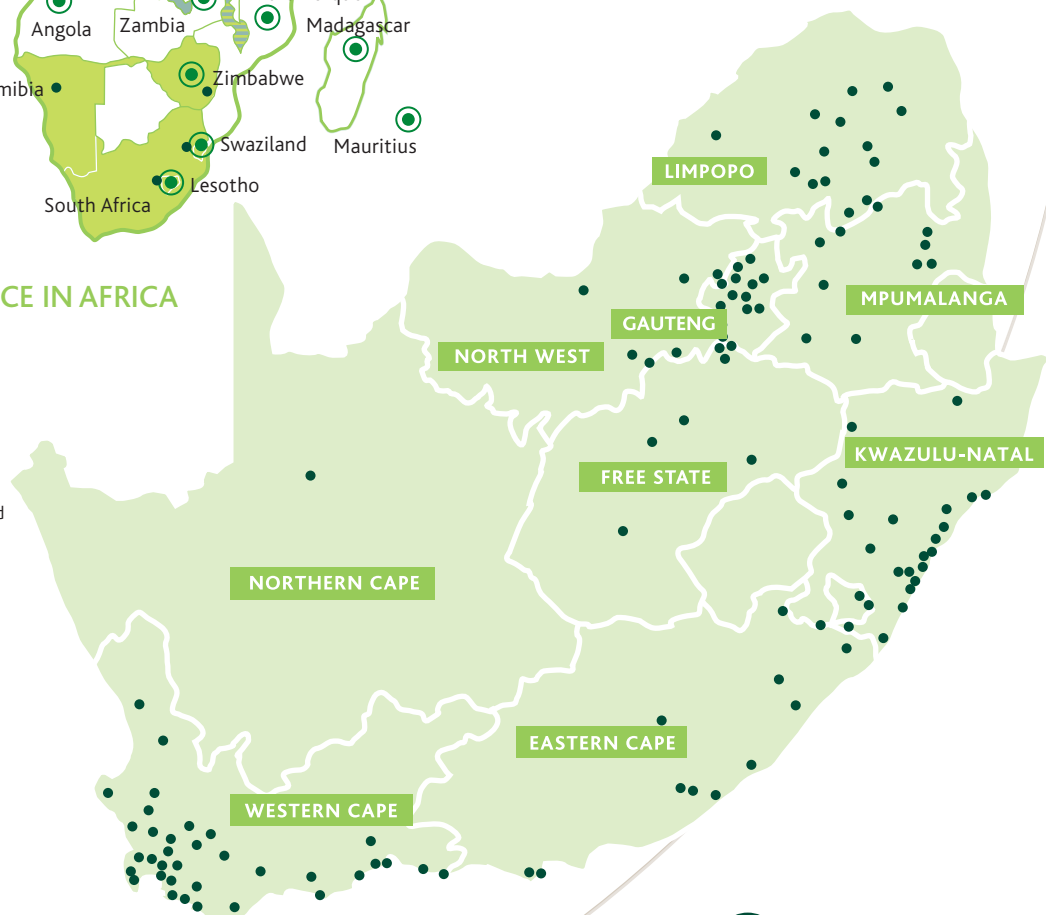 Angola
Zambia
Madagascar
mibia
Zimbabwe
Swaziland
Mauritius
Lesotho
South Africa
CE IN AFRICA
LIMPOPO
MPUMALANGA
GAUTENG
NORTH WEST
KWAZULU-NATAL
FREE STATE
d
NORTHERN CAPE
EASTERN CAPE
WESTERN CAPE